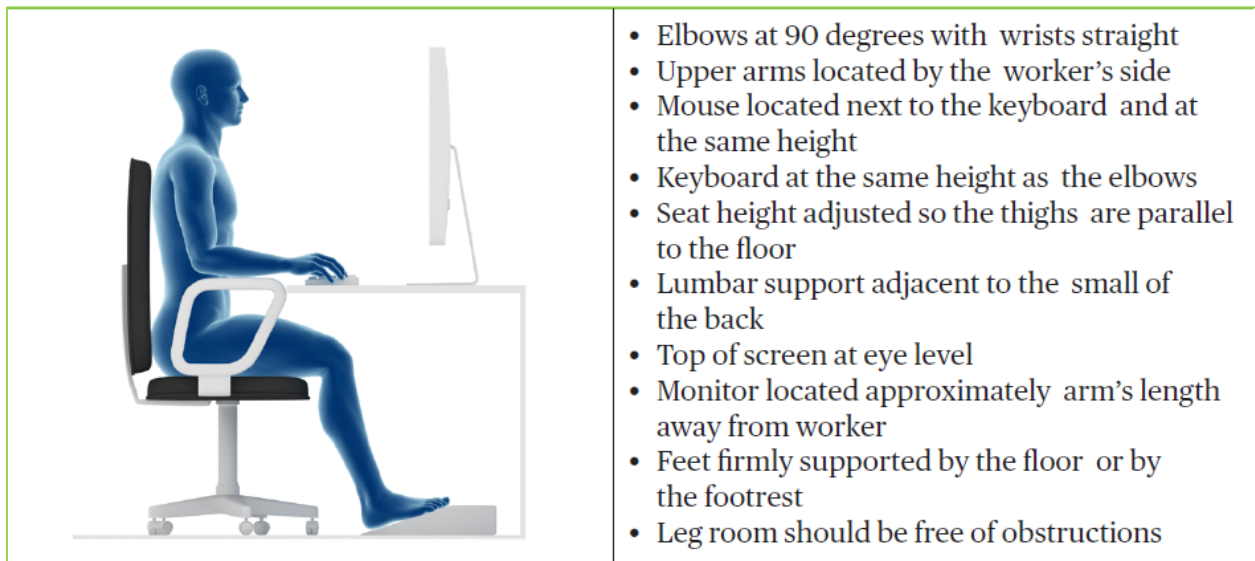 • Elbows at 90 degrees with wrists straight
• Upper arms located by the worker’s side
• Mouse located next to the keyboard and at
the same height
• Keyboard at the same height as the elbows
• Seat height adjusted so the thighs are parallel
to the floor
• Lumbar support adjacent to the small of
the back
• Top of screen at eye level
• Monitor located approximately arm’s length
away from worker
• Feet firmly supported by the floor or by
the footrest
• Leg room should be free of obstructions